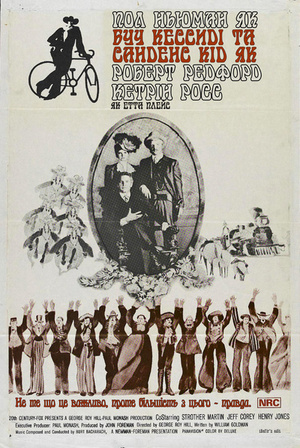 ПОЛ НЬЮМАН ЯК
БУЧ КЕССИДІ ТА
САНДЕНС КІД ЯК
РОБЕРТ РЕДФОРД
КЕТРІН РОСС
ЯК ЕТТА ПЛЕЙС
Не те що це важливо, проте більшість з цього - правда.
NRC
20th CENTURY-FOX PRESENTS A GEORGE ROY HILL-PAUL MONASH PRODUCTION CoStarring STROTHER MARTIN JEFF COREY HENRY JONES
Executive Producer PAUL MONASH Produced by JOHN FOREMAN Directed by GEORGE ROY HILL Written by WILLIAM GOLDMAN
Music Composed and Conducted by BURT BACHARACH A NEWMAN-FOREMAN PRESENTATION PANAVISION® COLOR BY DELUXE